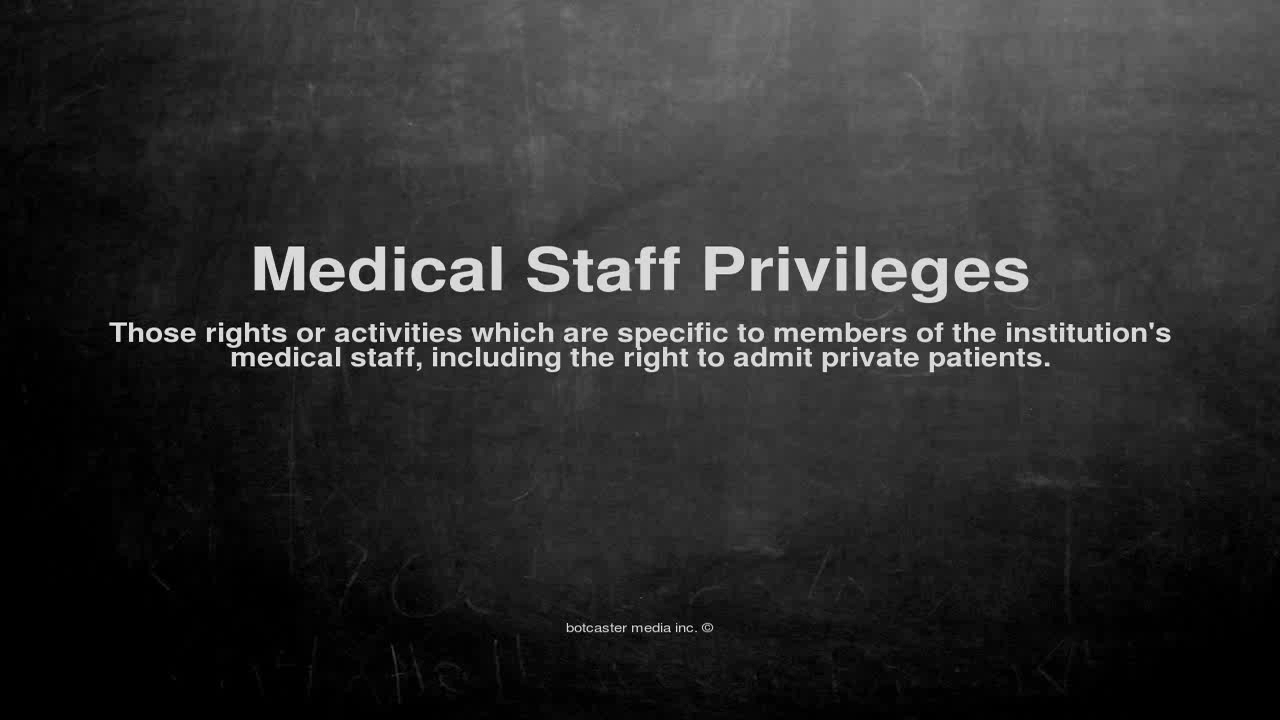 Medical Staff Privileges
Those rights or activities which are specific to members of the institution's
medical staff, including the right to admit private patients.
botcaster media inc. ©